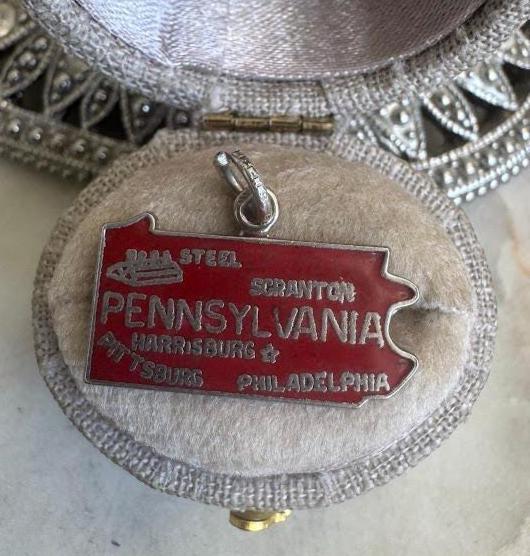 STEEL
SCRANTON
PENNSYLVANIA
HARRISBURG
PITTSBURG
PHILADELPHIA